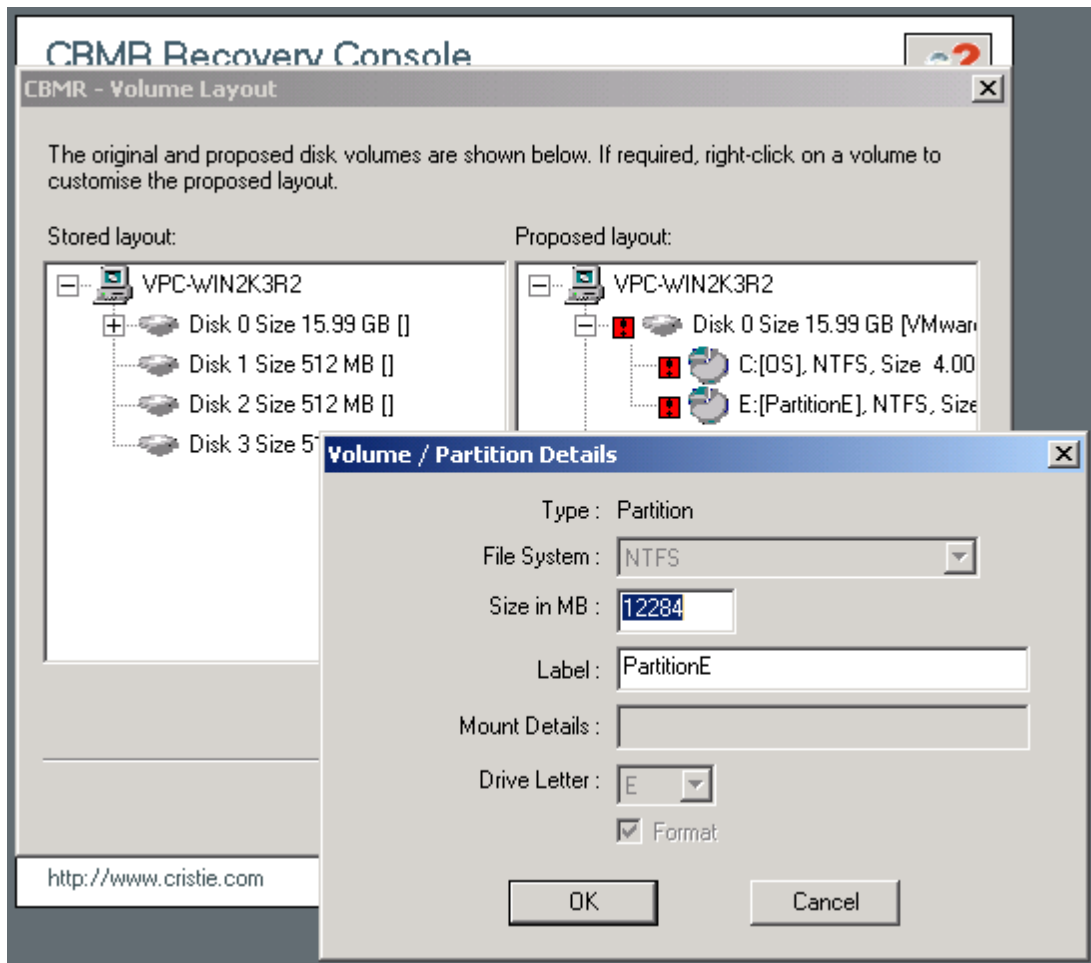 CBMR Recovery Console
?
CBMR - Volume Layout
The original and proposed disk volumes are shown below. If required, right-click on a volume to
customise the proposed layout.
Stored layout:
VPC-WIN2K3R2
Disk 0 Size 15.99 GB []
Disk 1 Size 512 MB []
Disk 2 Size 512 MB []
Disk 3 Size 5
Proposed layout:
VPC-WIN2K3R2
Disk 0 Size 15.99 GB [VMwar
C:[OS], NTFS, Size 4.00
E:[PartitionE], NTFS, Size
Volume / Partition Details
Type : Partition
File System : NTFS
Size in MB : 12284
Label : PartitionE
Mount Details :
Drive Letter : E
Format
OK Cancel
http://www.cristie.com